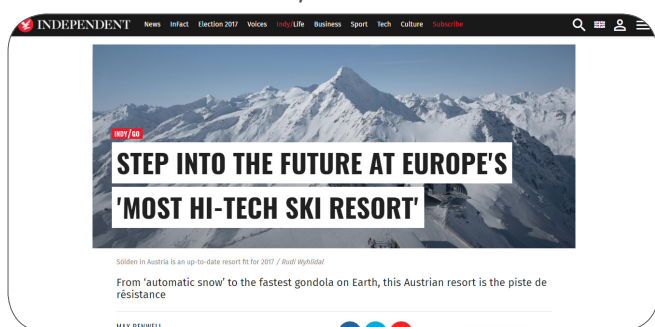 INDEPENDENT News InFact Election 2017 Voices Indy/Life Business Sport Tech Culture Subscribe
INDY/GO
STEP INTO THE FUTURE AT EUROPE'S
'MOST HI-TECH SKI RESORT'
Sölden in Austria is an up-to-date resort fit for 2017 / Rudi Wyhlidal
From ‘automatic snow’ to the fastest gondola on Earth, this Austrian resort is the piste de
résistance
MAX BENWELL